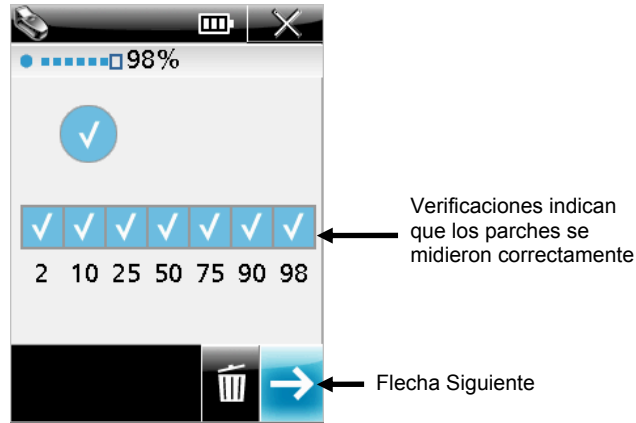 98%
Verificaciones indican
que los parches se
midieron correctamente
2 10 25 50 75 90 98
Flecha Siguiente